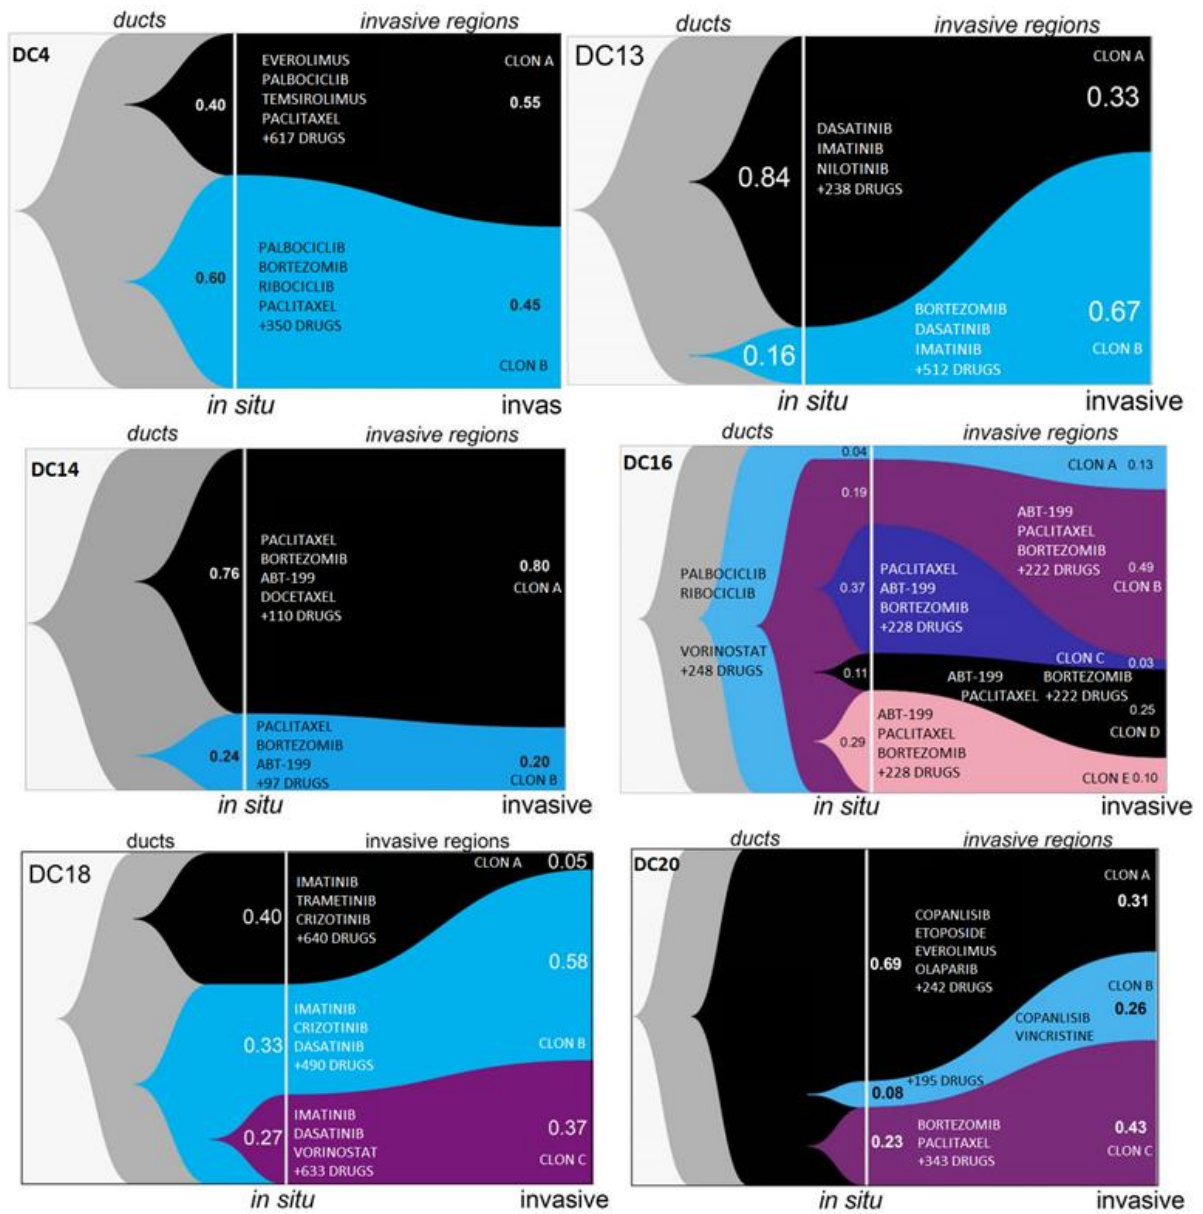 ducts
invasive regions
DC4
EVEROLIMUS
PALBOCICLIB
TEMSIROLIMUS
PACLITAXEL
+617 DRUGS
CLON A
0.40
0.55
PALBOCICLIB
BORTEZOMIB
RIBOCICLIB
PACLITAXEL
+350 DRUGS
0.60
0.45
CLON B
in situ
invas
ducts
invasive regions
DC13
CLON A
0.33
DASATINIB
IMATINIB
NILOTINIB
+238 DRUGS
0.84
BORTEZOMIB
DASATINIB
IMATINIB
+512 DRUGS
0.67
CLON B
0.16
in situ
invasive
ducts
invasive regions
DC14
PACLITAXEL
BORTEZOMIB
ABT-199
DOCETAXEL
+110 DRUGS
0.76
0.80
CLON A
PACLITAXEL
BORTEZOMIB
ABT-199
+97 DRUGS
0.24
0.20
CLON B
in situ
invasive
ducts
invasive regions
DC16
0.04
CLON A 0.13
0.19
ABT-199
PACLITAXEL
BORTEZOMIB
+222 DRUGS
0.49
CLON B
PALBOCICLIB
RIBOCICLIB
VORINOSTAT
+248 DRUGS
0.37
PACLITAXEL
ABT-199
BORTEZOMIB
+228 DRUGS
CLON C 0.03
0.11
ABT-199 BORTEZOMIB
PACLITAXEL +222 DRUGS
0.25
CLON D
0.29
ABT-199
PACLITAXEL
BORTEZOMIB
+228 DRUGS
CLON E 0.10
in situ
invasive
ducts
invasive regions
DC18
CLON A 0.05
IMATINIB
TRAMETINIB
CRIZOTINIB
+640 DRUGS
0.40
0.58
IMATINIB
CRIZOTINIB
DASATINIB
+490 DRUGS
0.33
CLON B
IMATINIB
DASATINIB
VORINOSTAT
+633 DRUGS
0.27
0.37
CLON C
in situ
invasive
ducts
invasive regions
DC20
CLON A
0.31
COPANLISIB
ETOPOSIDE
EVEROLIMUS
OLAPARIB
+242 DRUGS
0.69
CLON B
0.26
COPANLISIB
VINCRISTINE
+195 DRUGS
0.08
BORTEZOMIB
PACLITAXEL
+343 DRUGS
0.23
0.43
CLON C
in situ
invasive